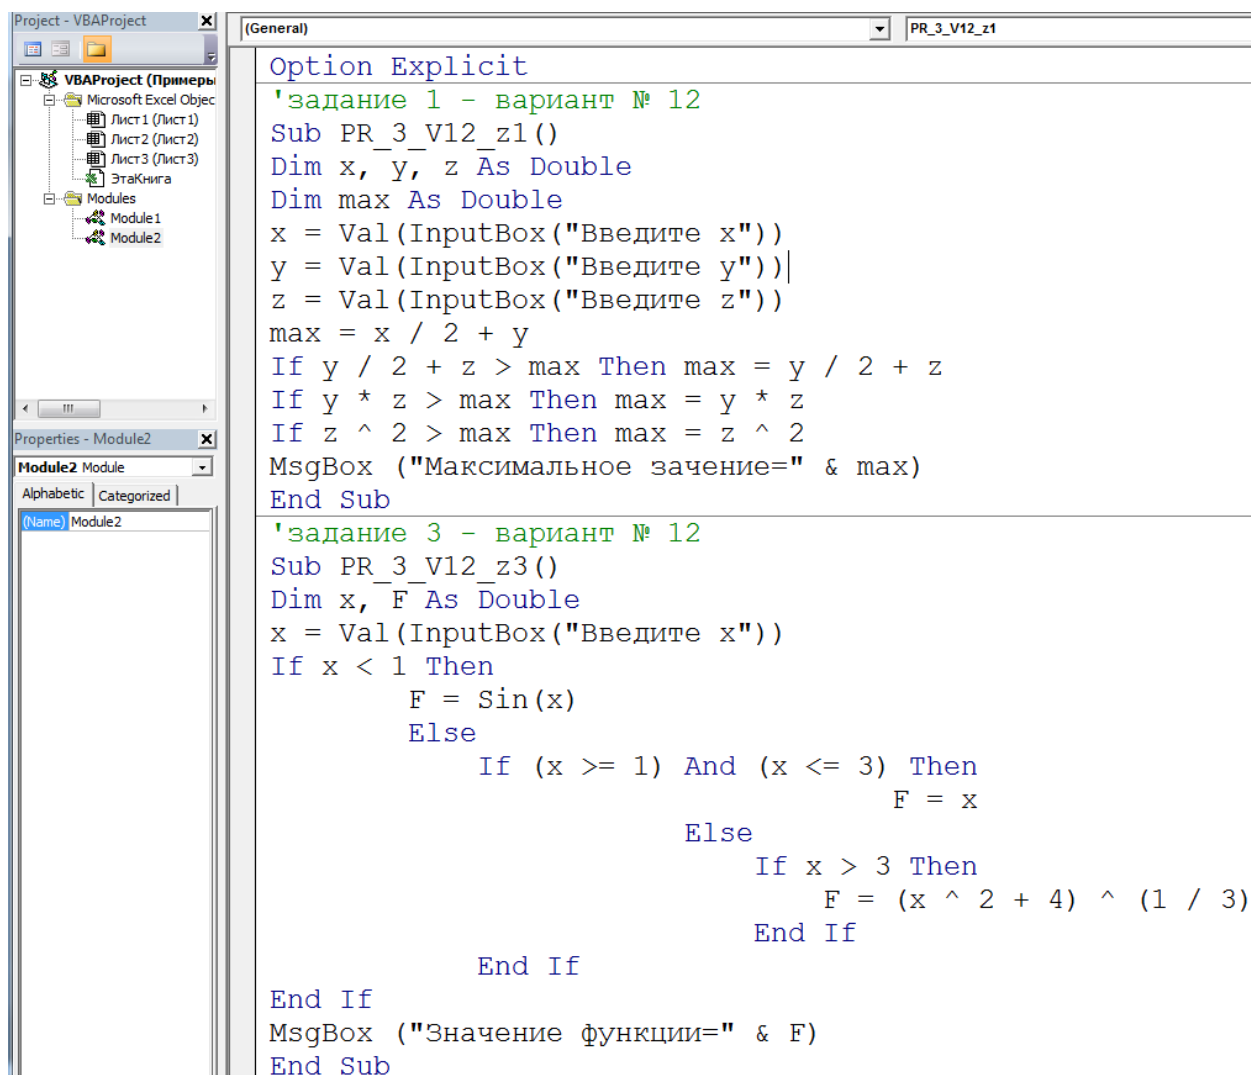 Project - VBAProject
VBAProject (Примеры
Microsoft Excel Objec
Лист1 (Лист1)
Лист2 (Лист2)
Лист3 (Лист3)
ЭтаКнига
Modules
Module1
Module2
Properties - Module2
Module2 Module
Alphabetic Categorized
(Name) Module2
(General) PR_3_V12_z1
Option Explicit
'задание 1 - вариант № 12
Sub PR_3_V12_z1()
Dim x, y, z As Double
Dim max As Double
x = Val(InputBox("Введите x"))
y = Val(InputBox("Введите y"))
z = Val(InputBox("Введите z"))
max = x / 2 + y
If y / 2 + z > max Then max = y / 2 + z
If y * z > max Then max = y * z
If z ^ 2 > max Then max = z ^ 2
MsgBox ("Максимальное зачение=" & max)
End Sub
'задание 3 - вариант № 12
Sub PR_3_V12_z3()
Dim x, F As Double
x = Val(InputBox("Введите x"))
If x < 1 Then
F = Sin(x)
Else
If (x >= 1) And (x <= 3) Then
F = x
Else
If x > 3 Then
F = (x ^ 2 + 4) ^ (1 / 3)
End If
End If
End If
MsgBox ("Значение функции=" & F)
End Sub